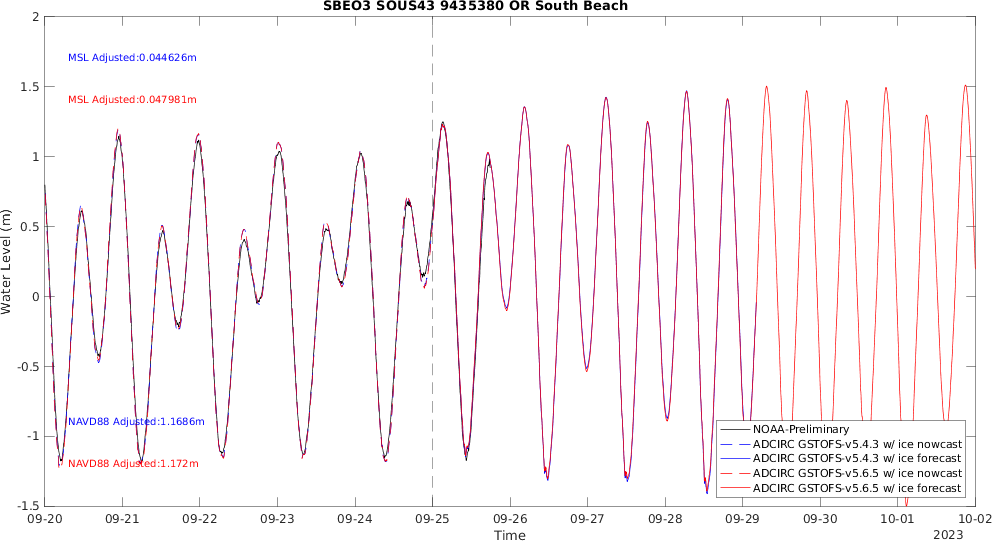 SBEO3 SOUS43 9435380 OR South Beach
2
1.5
1
0.5
0
-0.5
-1
-1.5
Water Level (m)
MSL Adjusted:0.044626m
MSL Adjusted:0.047981m
NAVD88 Adjusted:1.1686m
NAVD88 Adjusted:1.172m
NOAA-Preliminary
ADCIRC GSTOFS-v5.4.3 w/ ice nowcast
ADCIRC GSTOFS-v5.4.3 w/ ice forecast
ADCIRC GSTOFS-v5.6.5 w/ ice nowcast
ADCIRC GSTOFS-v5.6.5 w/ ice forecast
09-20 09-21 09-22 09-23 09-24 09-25 09-26 09-27 09-28 09-29 09-30 10-01 10-02
Time
2023